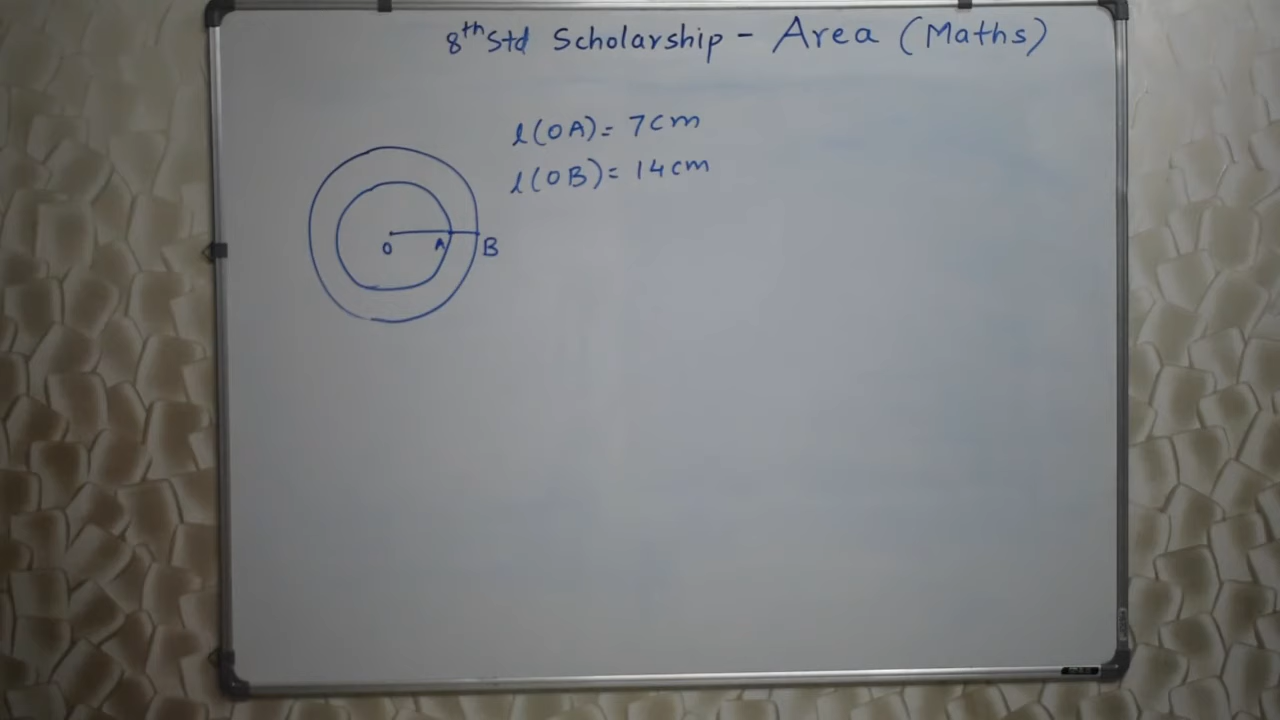 8th Std Scholarship - Area (Maths)
l(OA)= 7cm
l(OB)= 14cm
O A B